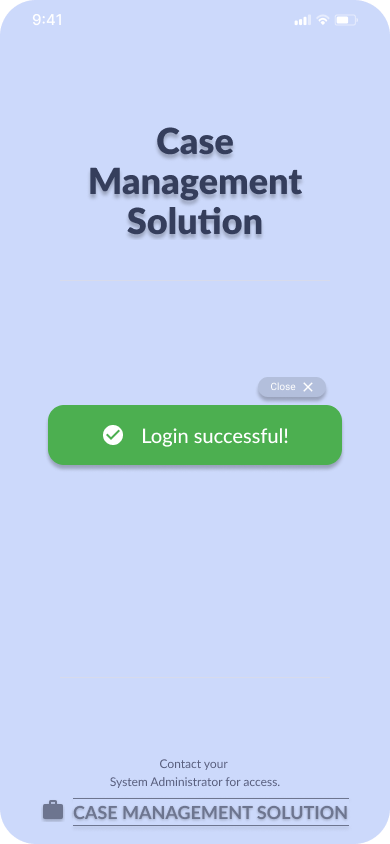 9:41
Case
Management
Solution
Close
Login successful!
Contact your
System Administrator for access.
CASE MANAGEMENT SOLUTION